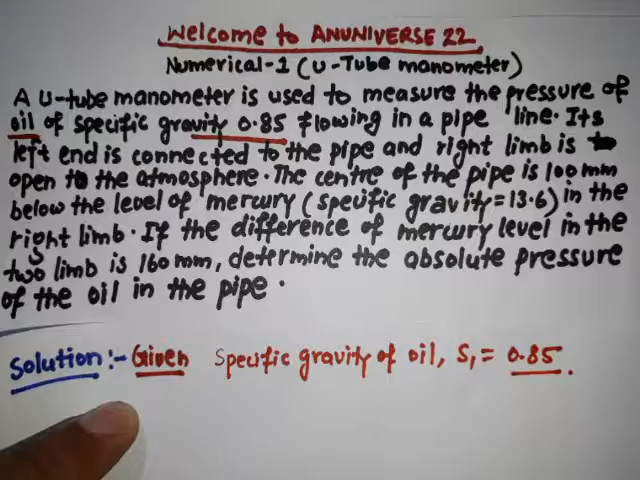 Welcome to ANUNIVERSE 22
Numerical-1 (U-Tube manometer)
A U-tube manometer is used to measure the pressure of
oil of specific gravity 0.85 flowing in a pipe line. Its
left end is connected to the pipe and right limb is
open to the atmosphere. The centre of the pipe is 100 mm
below the level of mercury (specific gravity = 13.6) in the
right limb. If the difference of mercury level in the
two limb is 160 mm, determine the absolute pressure
of the oil in the pipe.
Solution :- Given Specific gravity of oil, S₁ = 0.85.